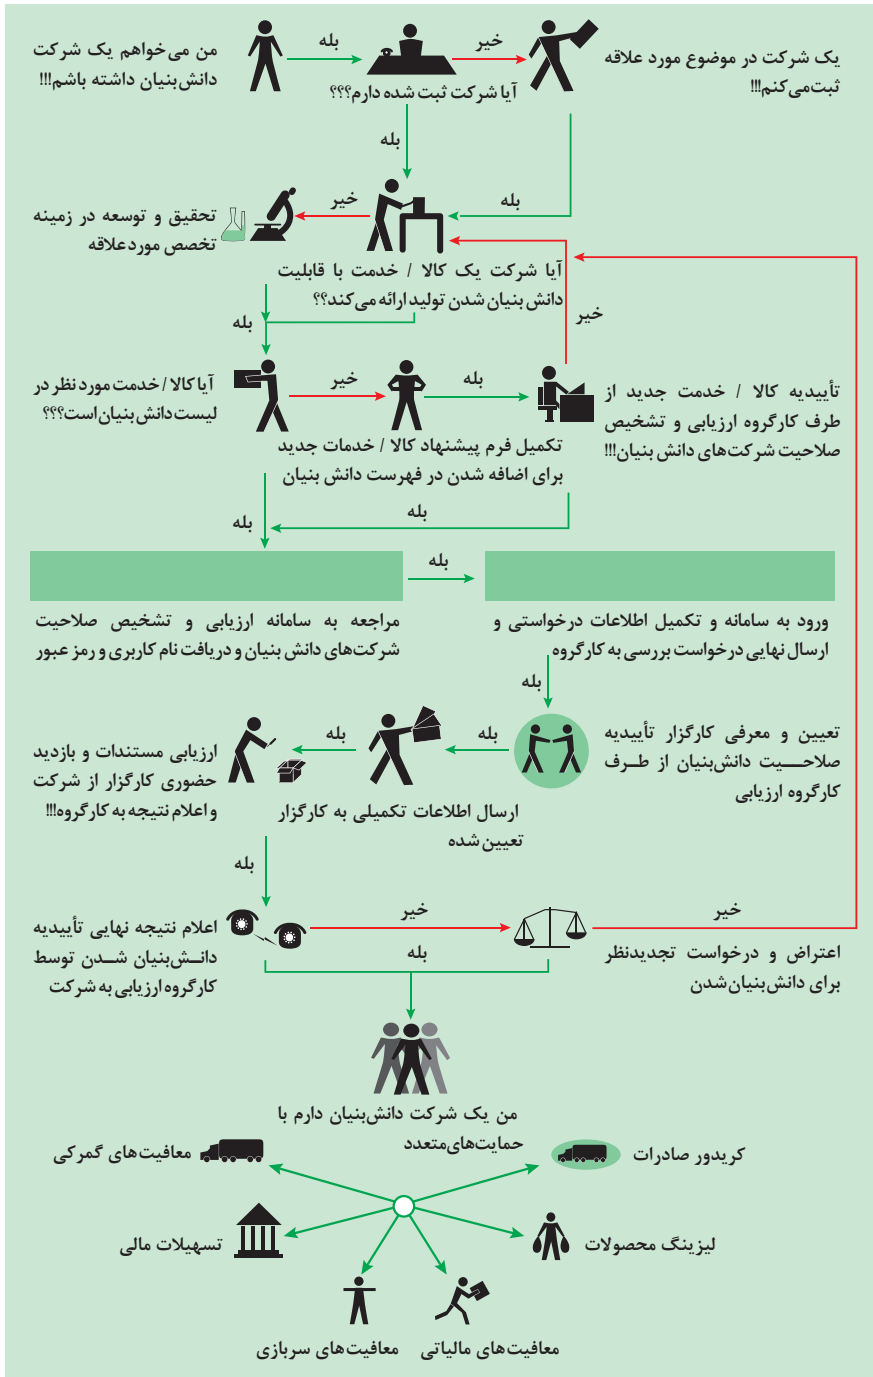 من می‌خواهم یک شرکت
دانش‌بنیان داشته باشم!!!
بله
آیا شرکت ثبت شده دارم؟؟؟
خیر
یک شرکت در موضوع مورد علاقه
ثبت‌می‌کنم!!!
بله
بله
تحقیق و توسعه در زمینه
تخصص مورد علاقه
خیر
آیا شرکت یک کالا / خدمت با قابلیت
دانش‌بنیان شدن تولید ارائه می‌کند؟؟
خیر
بله
آیا کالا / خدمت مورد نظر در
لیست دانش‌بنیان است؟؟؟
خیر
تکمیل فرم پیشنهاد کالا / خدمات جدید
برای اضافه شدن در فهرست دانش بنیان
بله
تأییدیه کالا / خدمت جدید از
طرف کارگروه ارزیابی و تشخیص
صلاحیت شرکت‌های دانش بنیان!!!
بله
بله
مراجعه به سامانه ارزیابی و تشخیص صلاحیت
شرکت‌های دانش بنیان و دریافت نام کاربری و رمز عبور
بله
ورود به سامانه و تکمیل اطلاعات درخواستی و
ارسال نهایی درخواست بررسی به کارگروه
بله
تعیین و معرفی کارگزار تأییدیه
صلاحـــیت دانش‌بنیان از طــرف
کارگروه ارزیابی
بله
ارسال اطلاعات تکمیلی به کارگزار
تعیین شده
بله
ارزیابی مستندات و بازدید
حضوری کارگزار از شرکت
و اعلام نتیجه به کارگروه!!!
بله
اعلام نتیجه نهایی تأییدیه
دانــش‌بنیان شــدن توسط
کارگروه ارزیابی به شرکت
خیر
بله
خیر
اعتراض و درخواست تجدیدنظر
برای دانش‌بنیان‌شدن
من یک شرکت دانش‌بنیان دارم با
حمایت‌های‌متعدد
کریدور صادرات
معافیت‌های گمرکی
لیزینگ محصولات
تسهیلات مالی
معافیت‌های مالیاتی
معافیت‌های سربازی